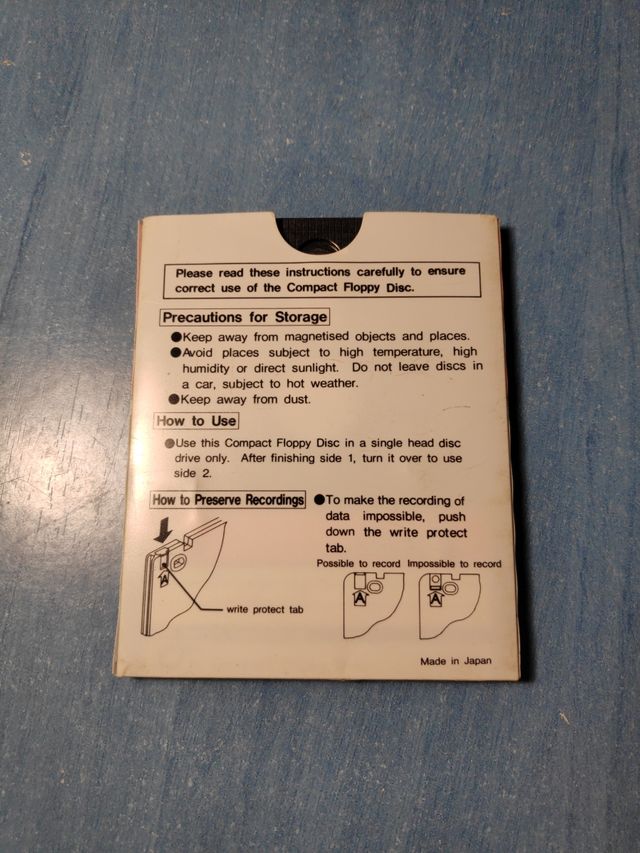 Please read these instructions carefully to ensure
correct use of the Compact Floppy Disc.
Precautions for Storage
●Keep away from magnetised objects and places.
●Avoid places subject to high temperature, high
humidity or direct sunlight. Do not leave discs in
a car, subject to hot weather.
●Keep away from dust.
How to Use
●Use this Compact Floppy Disc in a single head disc
drive only. After finishing side 1, turn it over to use
side 2.
How to Preserve Recordings
●To make the recording of
data impossible, push
down the write protect
tab.
A
write protect tab
Possible to record Impossible to record
A A
Made in Japan